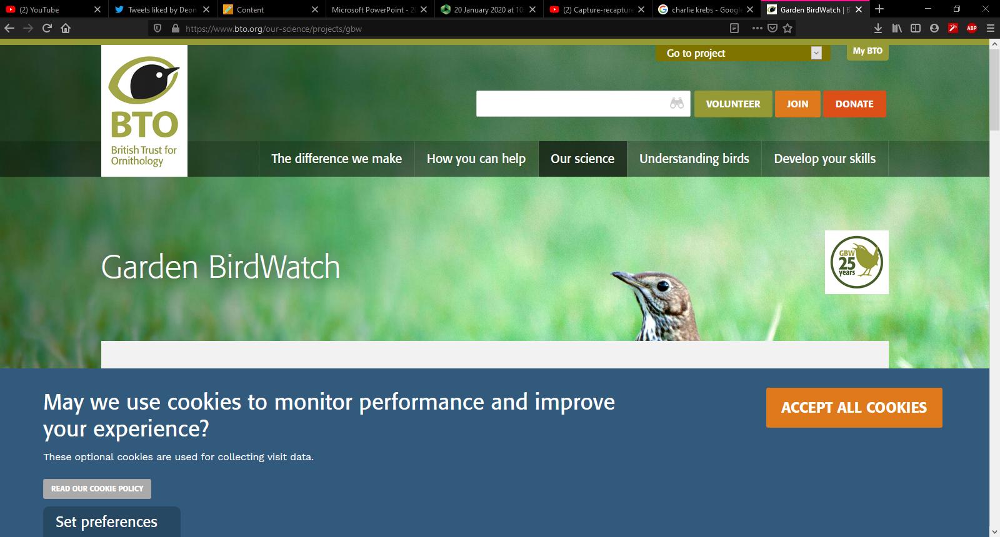 (2) YouTube
Tweets liked by Deon
Content
Microsoft PowerPoint - 2
20 January 2020 at 10
(2) Capture-recapture
charlie krebs - Google
Garden BirdWatch | B
https://www.bto.org/our-science/projects/gbw
ABP
Go to project
My BTO
VOLUNTEER
JOIN
DONATE
BTO
British Trust for
Ornithology
The difference we make
How you can help
Our science
Understanding birds
Develop your skills
Garden BirdWatch
GBW
25
years
May we use cookies to monitor performance and improve
your experience?
ACCEPT ALL COOKIES
These optional cookies are used for collecting visit data.
READ OUR COOKIE POLICY
Set preferences